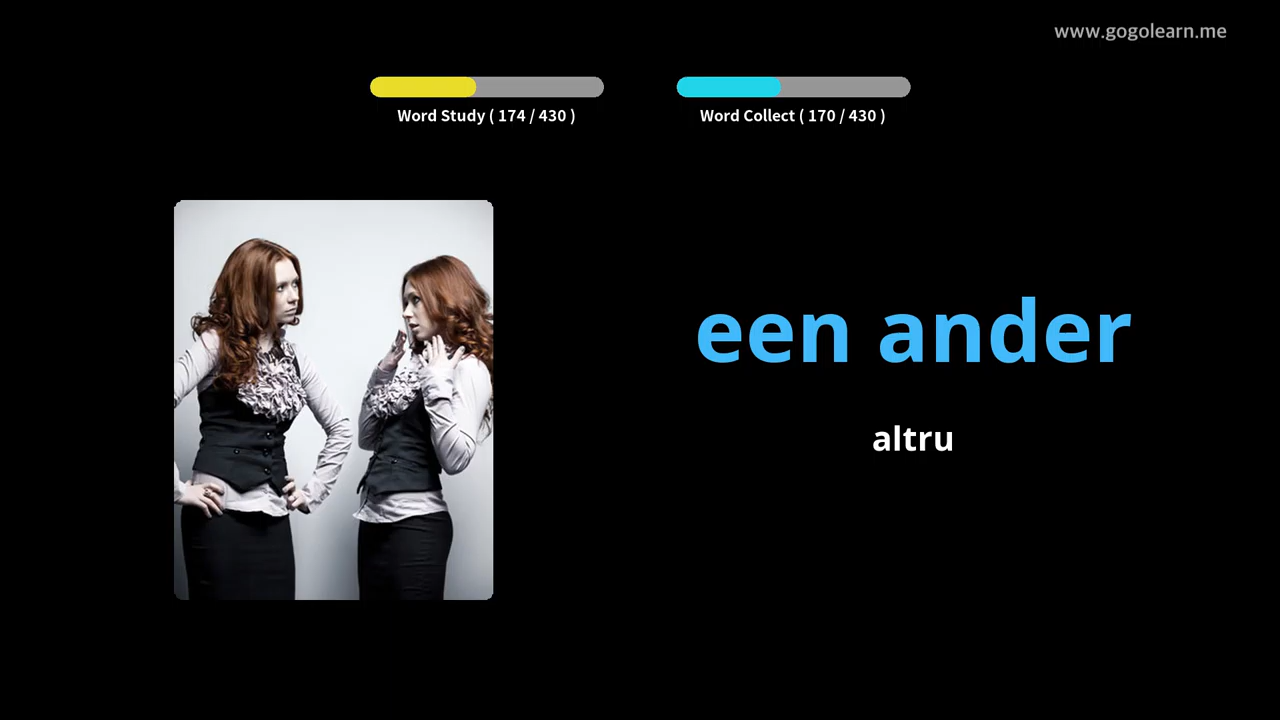 www.gogolearn.me
Word Study ( 174 / 430 )
Word Collect ( 170 / 430 )
een ander
altru